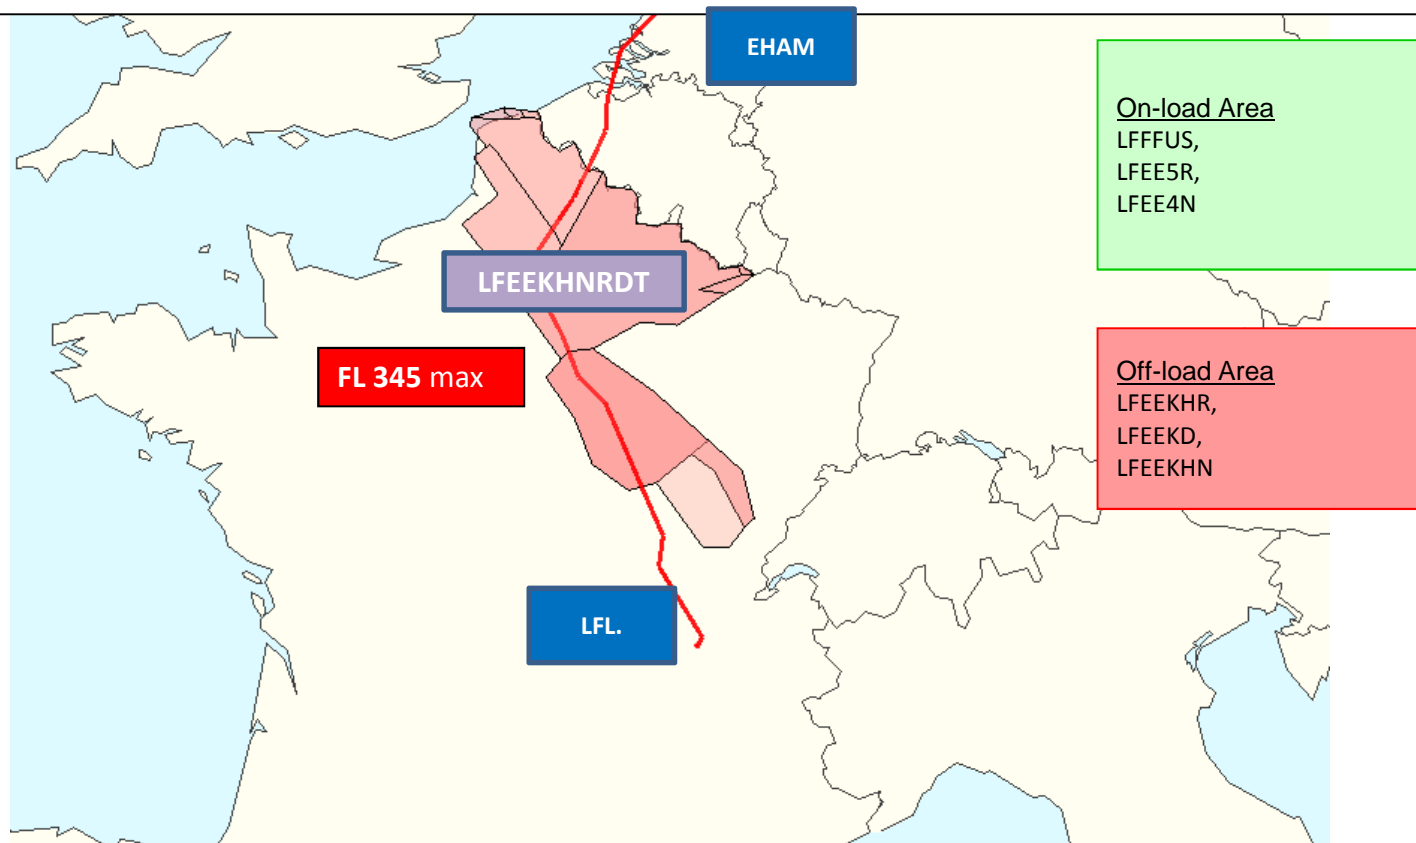 EHAM
On-load Area
LFFFUS,
LFEE5R,
LFEE4N
LFEEKHNRDT
FL 345 max
Off-load Area
LFEEKHR,
LFEEKD,
LFEEKHN
LFL.